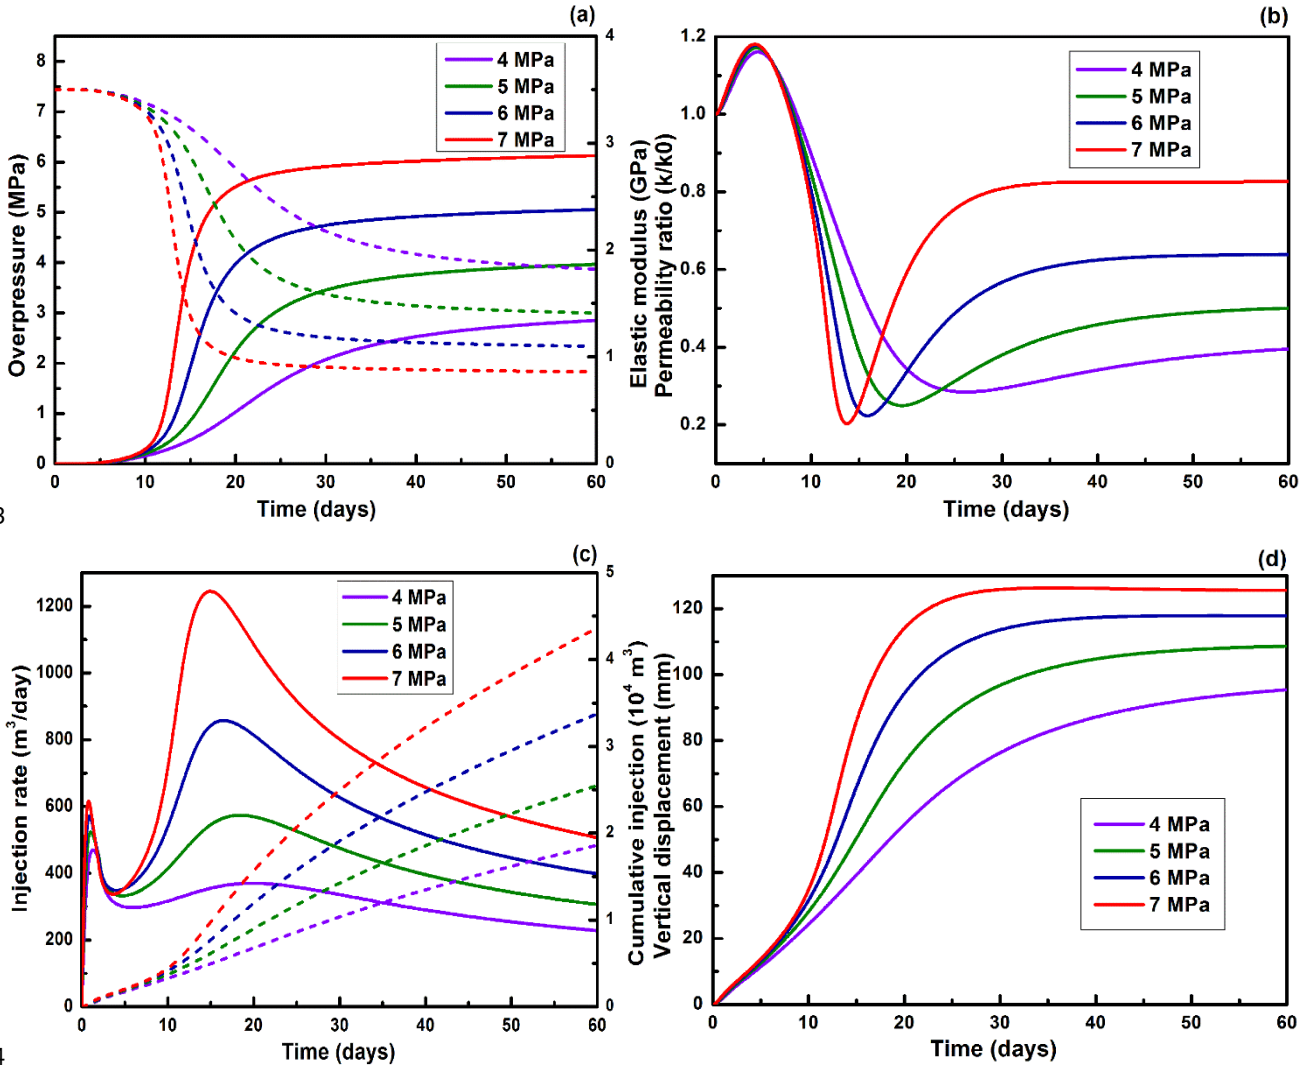 (a)
8
7
6
5
4
3
2
1
0
Overpressure (MPa)
4 MPa
5 MPa
6 MPa
7 MPa
4
3
2
1
0
Elastic modulus (GPa)
0 10 20 30 40 50 60
Time (days)
(b)
1.2
1.0
0.8
0.6
0.4
0.2
Permeability ratio (k/k0)
4 MPa
5 MPa
6 MPa
7 MPa
0 10 20 30 40 50 60
Time (days)
3
(c)
1200
1000
800
600
400
200
0
Injection rate (m³/day)
4 MPa
5 MPa
6 MPa
7 MPa
5
4
3
2
1
0
Cumulative injection (10⁴ m³)
0 10 20 30 40 50 60
Time (days)
(d)
120
100
80
60
40
20
0
Vertical displacement (mm)
4 MPa
5 MPa
6 MPa
7 MPa
0 10 20 30 40 50 60
Time (days)
4